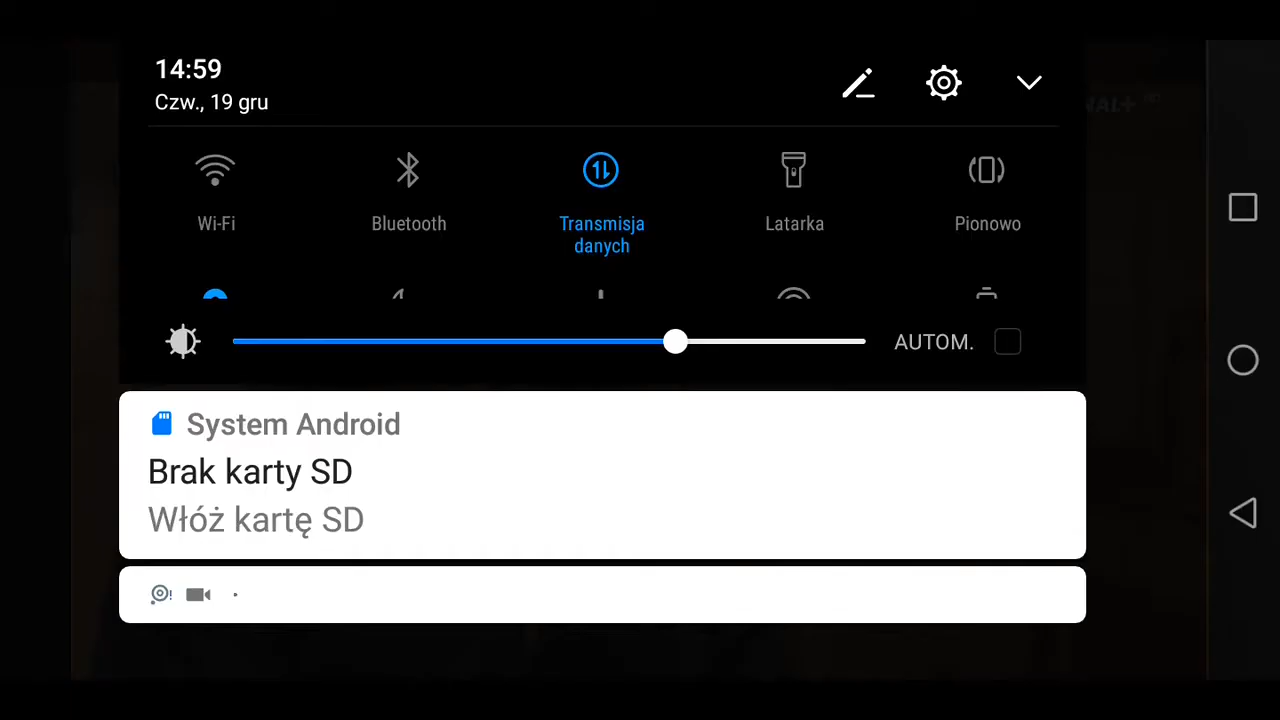 14:59
Czw., 19 gru
Wi-Fi
Bluetooth
Transmisja
danych
Latarka
Pionowo
AUTOM.
System Android
Brak karty SD
Włóż kartę SD